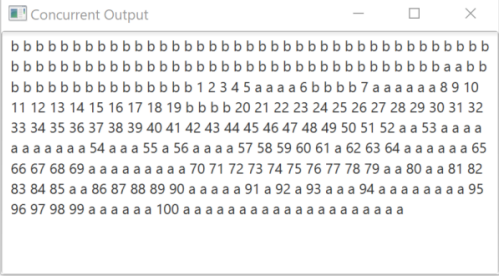 Concurrent Output
b b b b b b b b b b b b b b b b b b b b b b b b b b b b b b b b b b b b b b b
b b b b b b b b b b b b b b b b b b b b b b b b b b b b b b b b b b b a a b b
b b b b b b b b b b b b b b b b b 1 2 3 4 5 a a a a 6 b b b b 7 a a a a a a 8 9 10
11 12 13 14 15 16 17 18 19 b b b b 20 21 22 23 24 25 26 27 28 29 30 31 32
33 34 35 36 37 38 39 40 41 42 43 44 45 46 47 48 49 50 51 52 a a 53 a a a a
a a a a a a a 54 a a a 55 a 56 a a a a 57 58 59 60 61 a 62 63 64 a a a a a a 65
66 67 68 69 a a a a a a a a a 70 71 72 73 74 75 76 77 78 79 a a 80 a a 81 82
83 84 85 a a 86 87 88 89 90 a a a a a 91 a 92 a 93 a a a 94 a a a a a a a a 95
96 97 98 99 a a a a a a 100 a a a a a a a a a a a a a a a a a a a